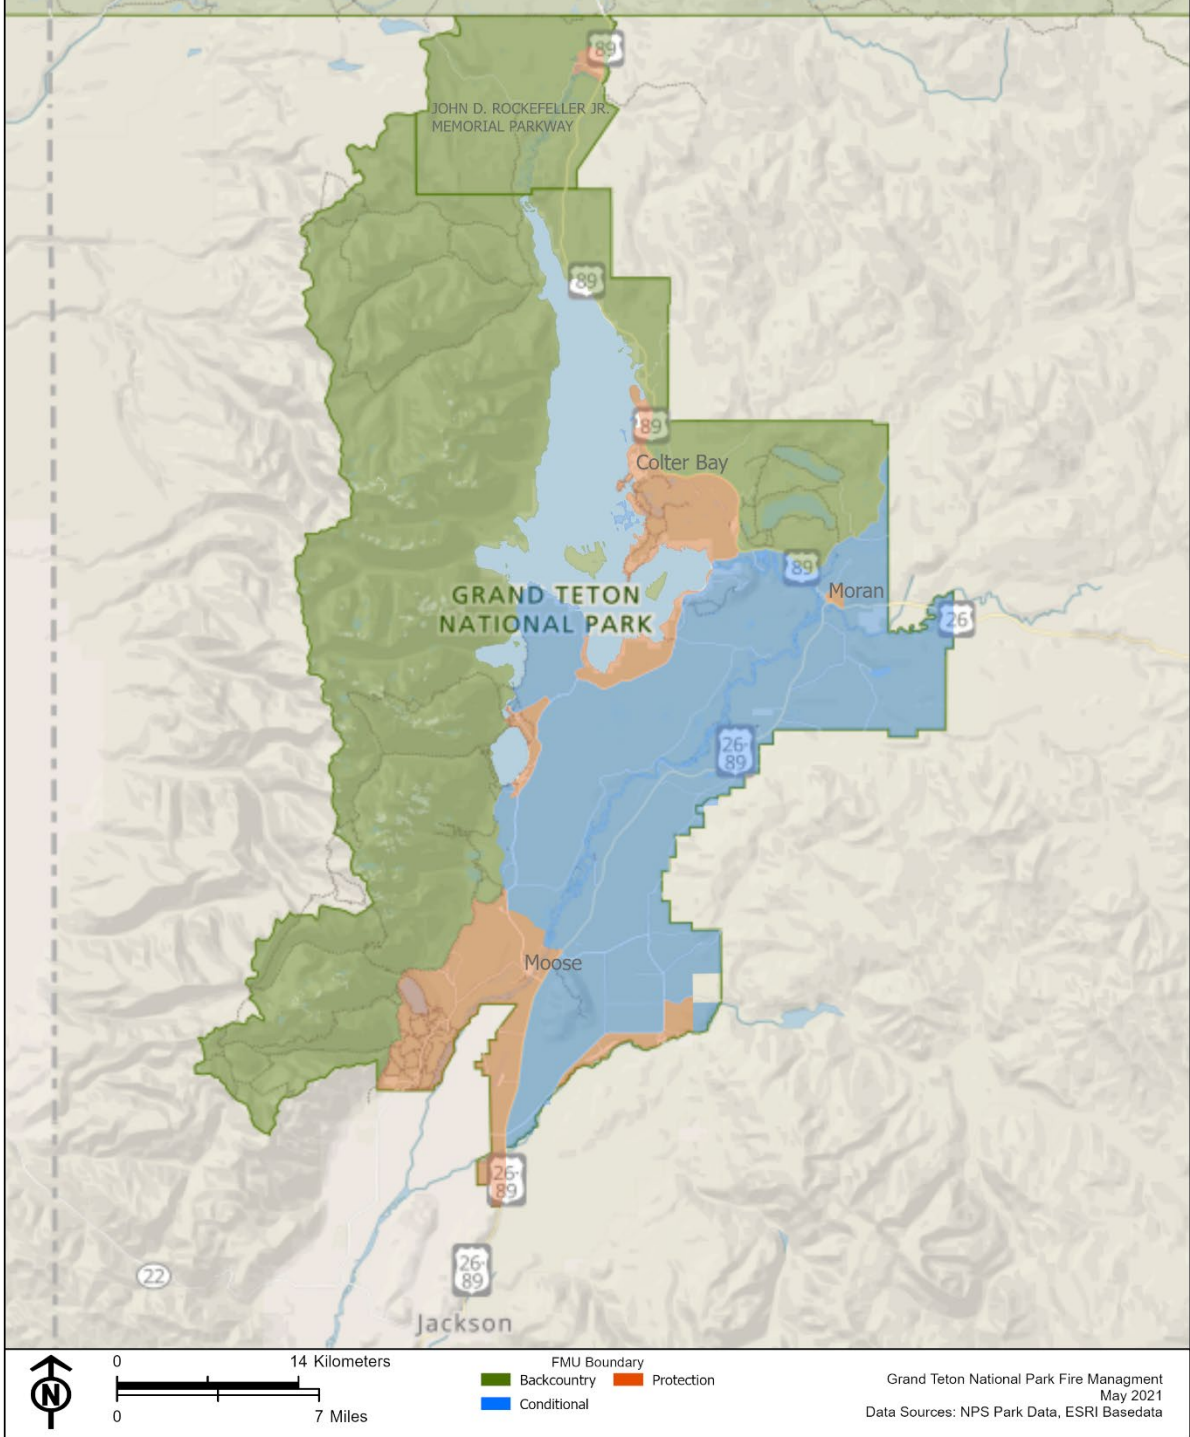 89
JOHN D. ROCKEFELLER JR.
MEMORIAL PARKWAY
89
89
Colter Bay
89
Moran
GRAND TETON
NATIONAL PARK
26
26-
89
Moose
26-
89
22
26-
89
Jackson
0
14 Kilometers
N
0
7 Miles
FMU Boundary
Backcountry
Protection
Conditional
Grand Teton National Park Fire Managment
May 2021
Data Sources: NPS Park Data, ESRI Basedata